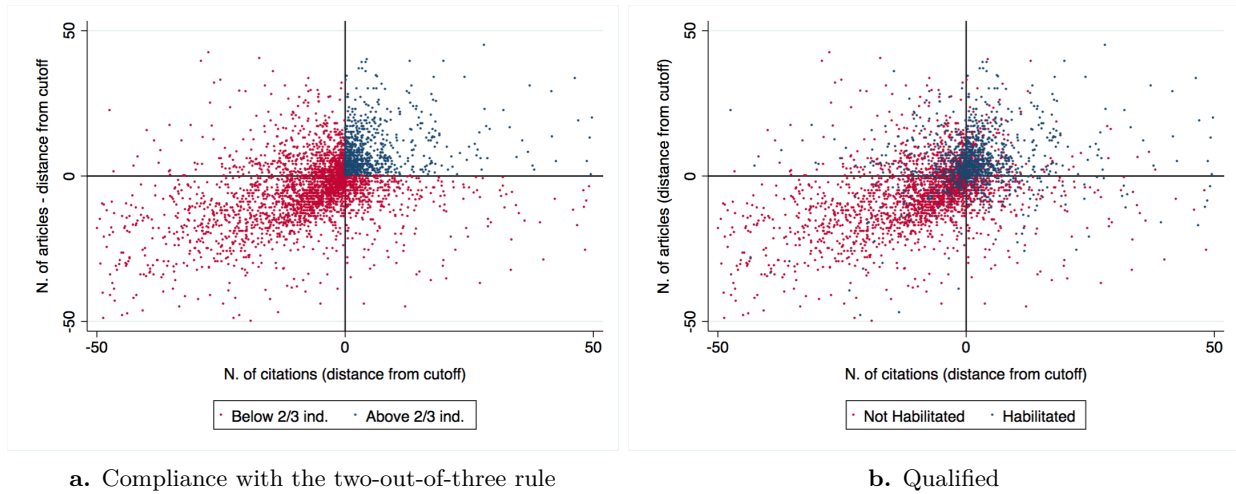 N. of articles - distance from cutoff
50
0
-50
-50
0
50
N. of citations (distance from cutoff)
Below 2/3 ind.
Above 2/3 ind.
a. Compliance with the two-out-of-three rule
N. of articles (distance from cutoff)
50
0
-50
-50
0
50
N. of citations (distance from cutoff)
Not Habilitated
Habilitated
b. Qualified